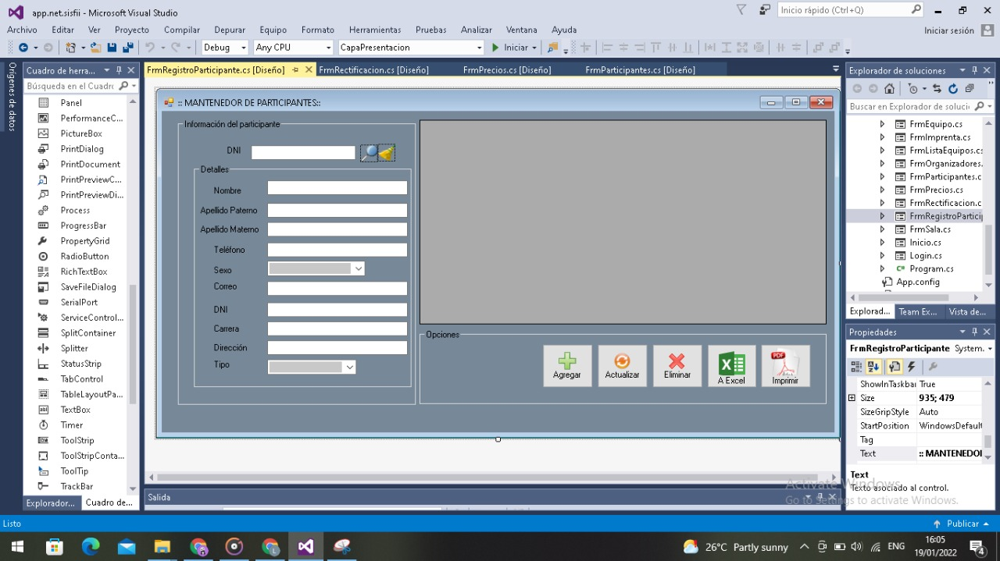 app.net.sisfii - Microsoft Visual Studio
Inicio rápido (Ctrl+Q)
Archivo Editar Ver Proyecto Compilar Depurar Equipo Formato Herramientas Pruebas Analizar Ventana Ayuda
Iniciar sesión
Debug Any CPU CapaPresentacion Iniciar
Orígenes de datos
Cuadro de herra...
Búsqueda en el Cuadro
Panel
PerformanceC...
PictureBox
PrintDialog
PrintDocument
PrintPreviewC...
PrintPreviewDi...
Process
ProgressBar
PropertyGrid
RadioButton
RichTextBox
SaveFileDialog
SerialPort
ServiceControl...
SplitContainer
Splitter
StatusStrip
TabControl
TableLayoutPa...
TextBox
Timer
ToolStrip
ToolStripConta...
ToolTip
TrackBar
Explorador...
Cuadro de...
FrmRegistroParticipante.cs [Diseño]
FrmRectificacion.cs [Diseño]
FrmPrecios.cs [Diseño]
FrmParticipantes.cs [Diseño]
:: MANTENEDOR DE PARTICIPANTES::
Información del participante
DNI
Detalles
Nombre
Apellido Paterno
Apellido Materno
Teléfono
Sexo
Correo
DNI
Carrera
Dirección
Tipo
Opciones
Agregar
Actualizar
Eliminar
A Excel
PDF
Imprimir
Salida
Explorador de soluciones
Buscar en Explorador de soluci
FrmEquipo.cs
FrmImprenta.cs
FrmListaEquipos.cs
FrmOrganizadores.
FrmParticipantes.c
FrmPrecios.cs
FrmRectificacion.c
FrmRegistroPartici
FrmSala.cs
Inicio.cs
Login.cs
C# Program.cs
App.config
Explorad...
Team Ex...
Vista de...
Propiedades
FrmRegistroParticipante System.
ShowInTaskbar True
Size 935; 479
SizeGripStyle Auto
StartPosition WindowsDefault
Tag
Text :: MANTENEDO
Text
Texto asociado al control.
Activate Windows
Go to Settings to activate Windows.
Listo
Publicar
26°C Partly sunny
ENG
16:05
19/01/2022
4